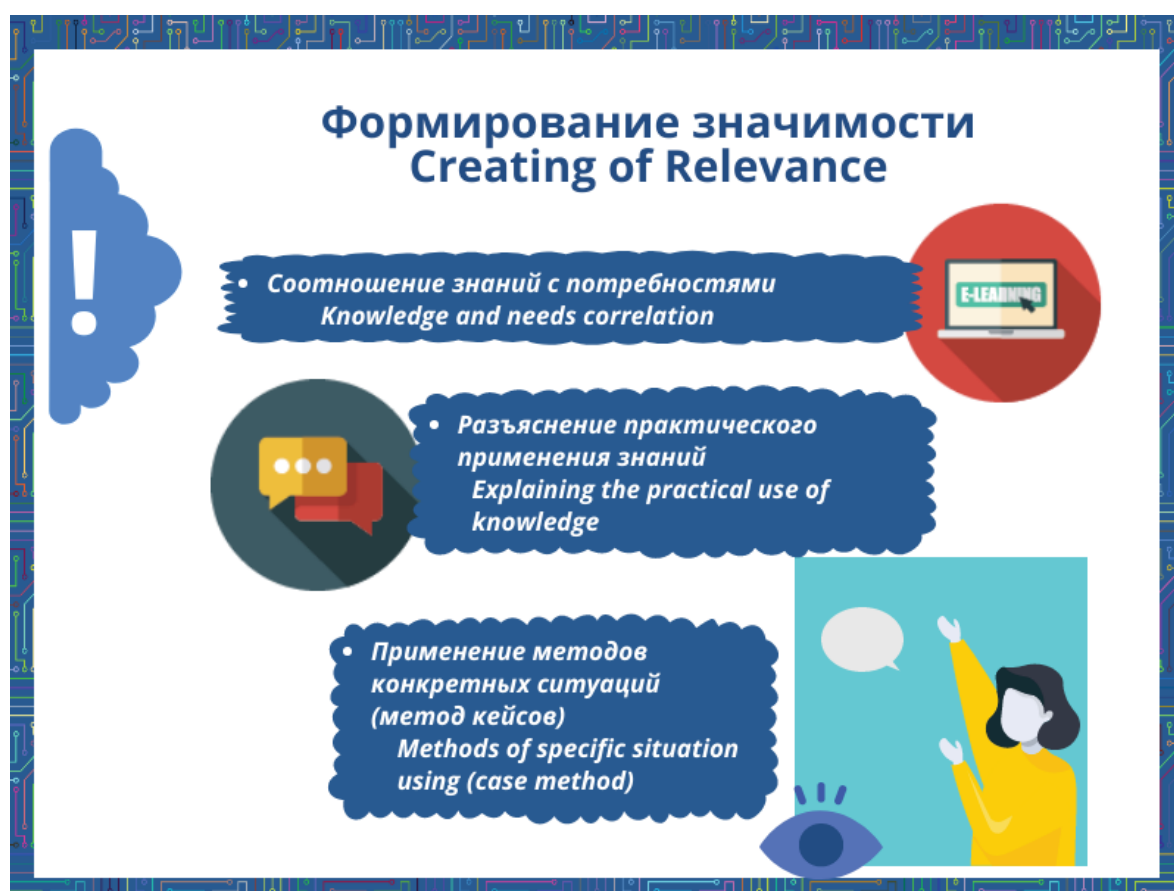 Формирование значимости
Creating of Relevance
!
• Соотношение знаний с потребностями
Knowledge and needs correlation
E-LEARNING
• Разъяснение практического
применения знаний
Explaining the practical use of
knowledge
• Применение методов
конкретных ситуаций
(метод кейсов)
Methods of specific situation
using (case method)